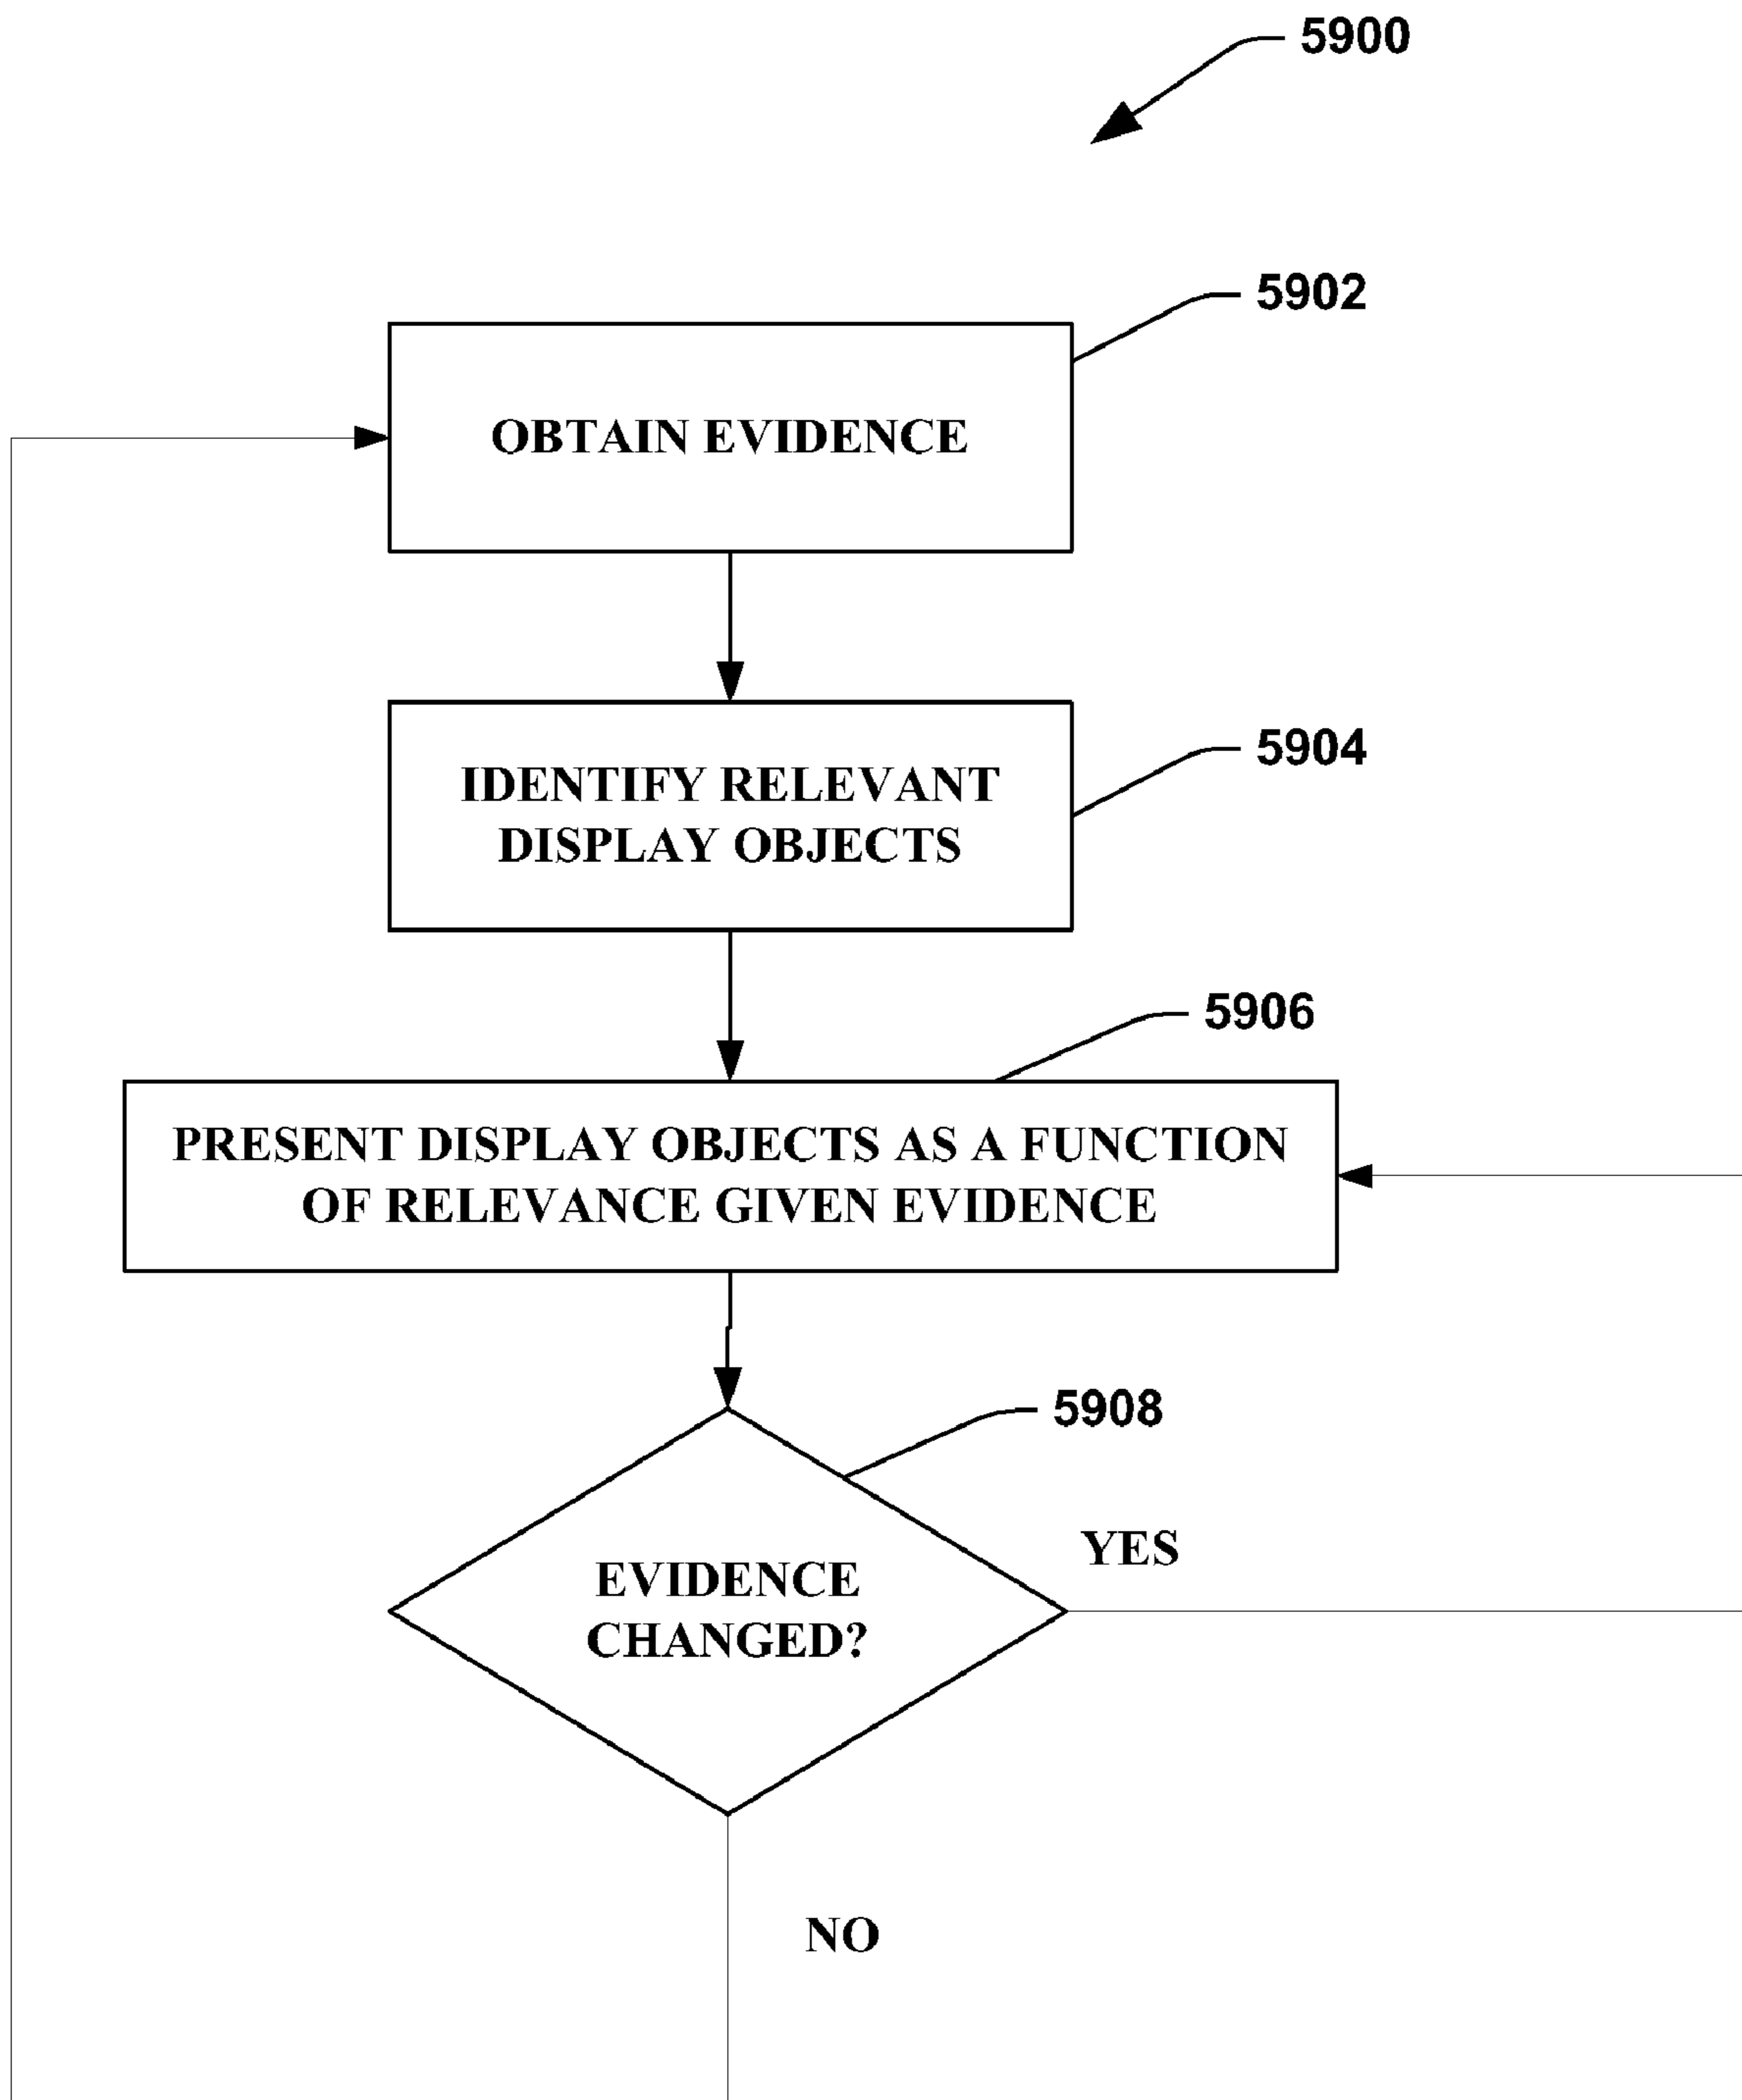 5900
5902
OBTAIN EVIDENCE
5904
IDENTIFY RELEVANT
DISPLAY OBJECTS
5906
PRESENT DISPLAY OBJECTS AS A FUNCTION
OF RELEVANCE GIVEN EVIDENCE
5908
EVIDENCE
CHANGED?
YES
NO